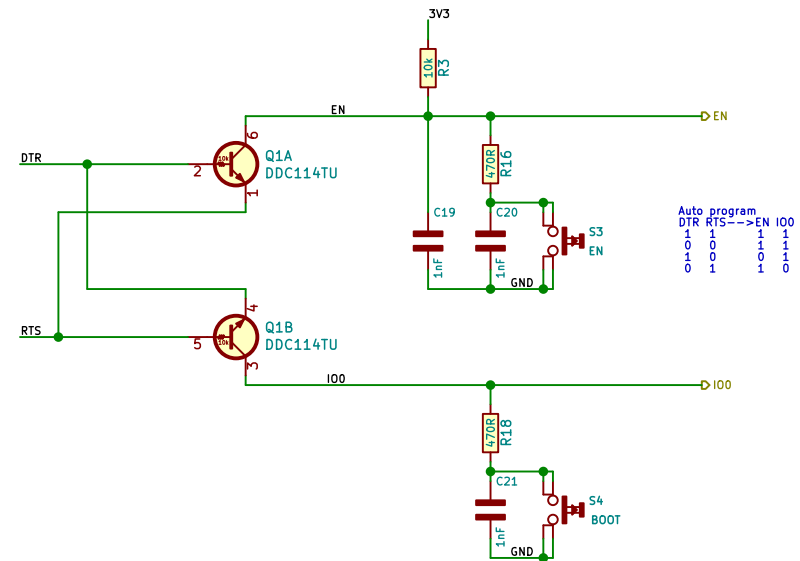 3V3
10k
R3
EN
EN
DTR
6
10k
Q1A
DDC114TU
2
1
470R
R16
C19
1nF
C20
1nF
S3
EN
GND
Auto program
DTR RTS-->EN IO0
1 1 1 1
0 0 1 1
1 0 0 1
0 1 1 0
RTS
4
10k
Q1B
DDC114TU
5
3
IO0
IO0
470R
R18
C21
1nF
S4
BOOT
GND